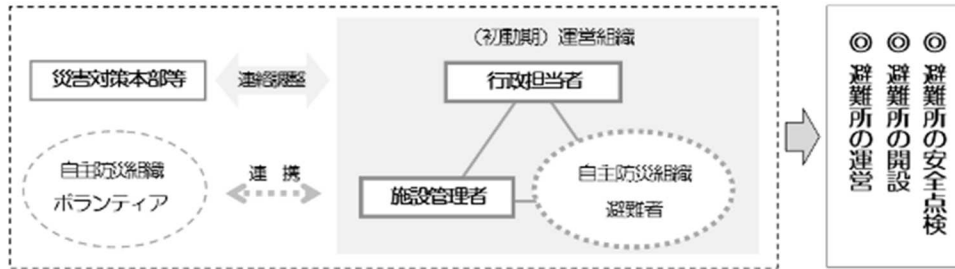 （初動期）運営組織
災害対策本部等
連絡調整
行政担当者
自主防災組織
ボランティア
連 携
施設管理者
自主防災組織
避難者
◎ 避難所の安全点検
◎ 避難所の開設
◎ 避難所の運営